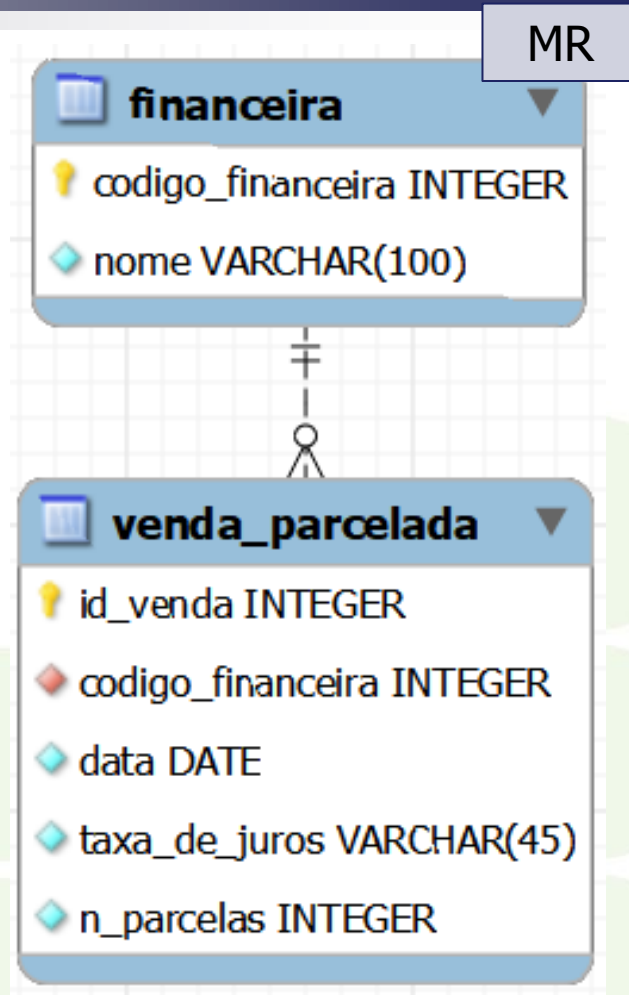 MR
financeira
codigo_financeira INTEGER
nome VARCHAR(100)
venda_parcelada
id_venda INTEGER
codigo_financeira INTEGER
data DATE
taxa_de_juros VARCHAR(45)
n_parcelas INTEGER